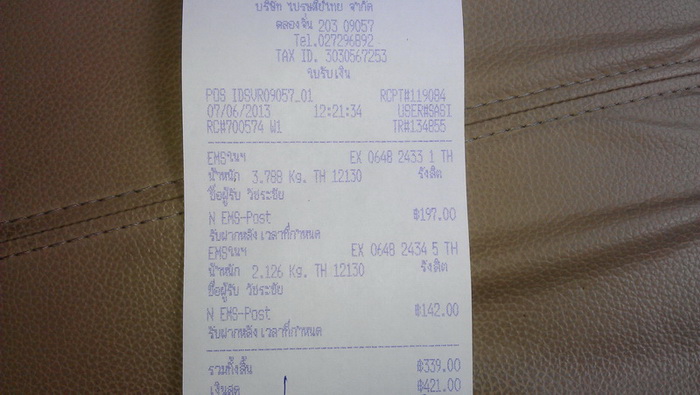 บริษัท ไปรษณีย์ไทย จำกัด
คลองจั่น 203 09057
Tel.027296892
TAX ID. 3030567253
ใบรับเงิน
POS IDSVR09057_01 RCPT#119084
07/06/2013 12:21:34 USER#SASI
RC#700574 W1 TR#134855
EMSในฯ EX 0648 2433 1 TH
น้ำหนัก 3.788 Kg. TH 12130 รังสิต
ชื่อผู้รับ วัชระชัย
N EMS-Post ฿197.00
รับฝากหลัง เวลาที่กำหนด
EMSในฯ EX 0648 2434 5 TH
น้ำหนัก 2.126 Kg. TH 12130 รังสิต
ชื่อผู้รับ วัชระชัย
N EMS-Post ฿142.00
รับฝากหลัง เวลาที่กำหนด
รวมทั้งสิ้น ฿339.00
เงินสด ฿421.00